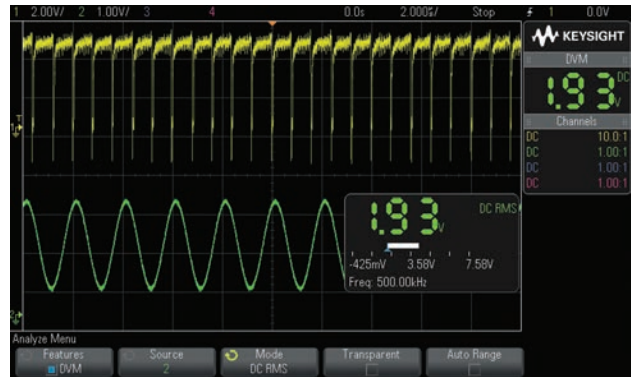 1 2.00V/ 2 1.00V/ 3 4 0.0s 2.000µ/ Stop 1 0.0V
KEYSIGHT
DVM
1.93 V DC
Channels
DC 10.0:1
DC 1.00:1
DC 1.00:1
DC 1.00:1
T
1
1.93 V DC RMS
-425mV 3.58V 7.58V
Freq: 500.00kHz
2
Analyze Menu
Features
DVM
Source
2
Mode
DC RMS
Transparent
Auto Range